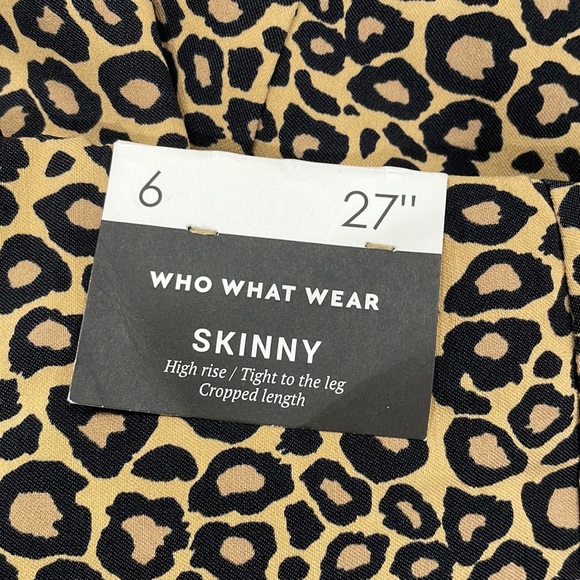 6 27"
WHO WHAT WEAR
SKINNY
High rise / Tight to the leg
Cropped length